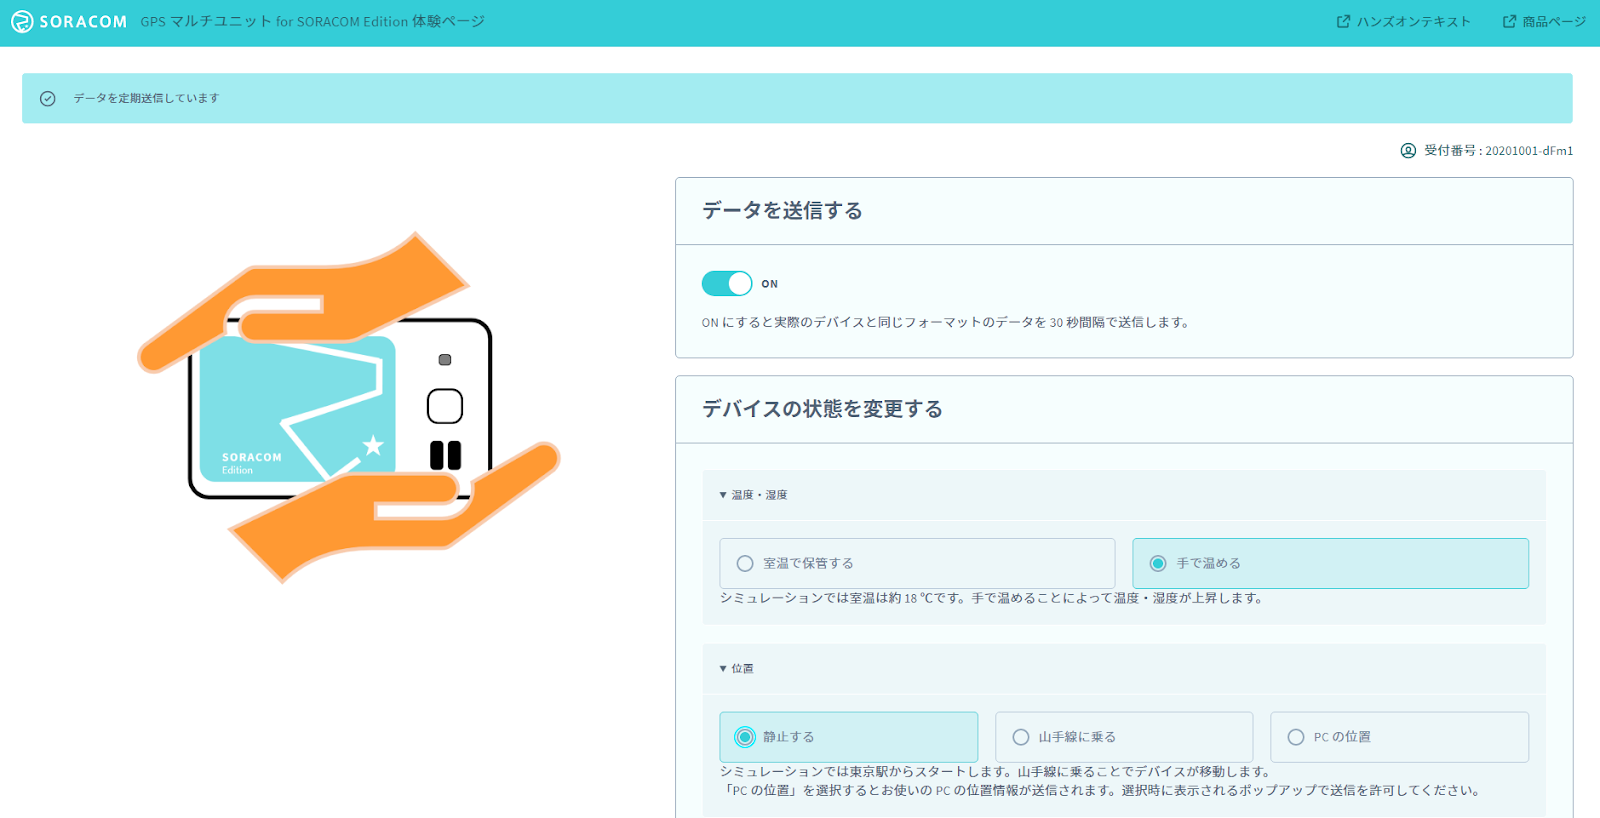 SORACOM GPS マルチユニット for SORACOM Edition 体験ページ
ハンズオンテキスト
商品ページ
データを定期送信しています
受付番号 : 20201001-dFm1
データを送信する
ON
ON にすると実際のデバイスと同じフォーマットのデータを 30 秒間隔で送信します。
SORACOM
Edition
デバイスの状態を変更する
▼ 温度・湿度
室温で保管する
手で温める
シミュレーションでは室温は約 18 ℃です。手で温めることによって温度・湿度が上昇します。
▼ 位置
静止する
山手線に乗る
PC の位置
シミュレーションでは東京駅からスタートします。山手線に乗ることでデバイスが移動します。
「PC の位置」を選択するとお使いの PC の位置情報が送信されます。選択時に表示されるポップアップで送信を許可してください。